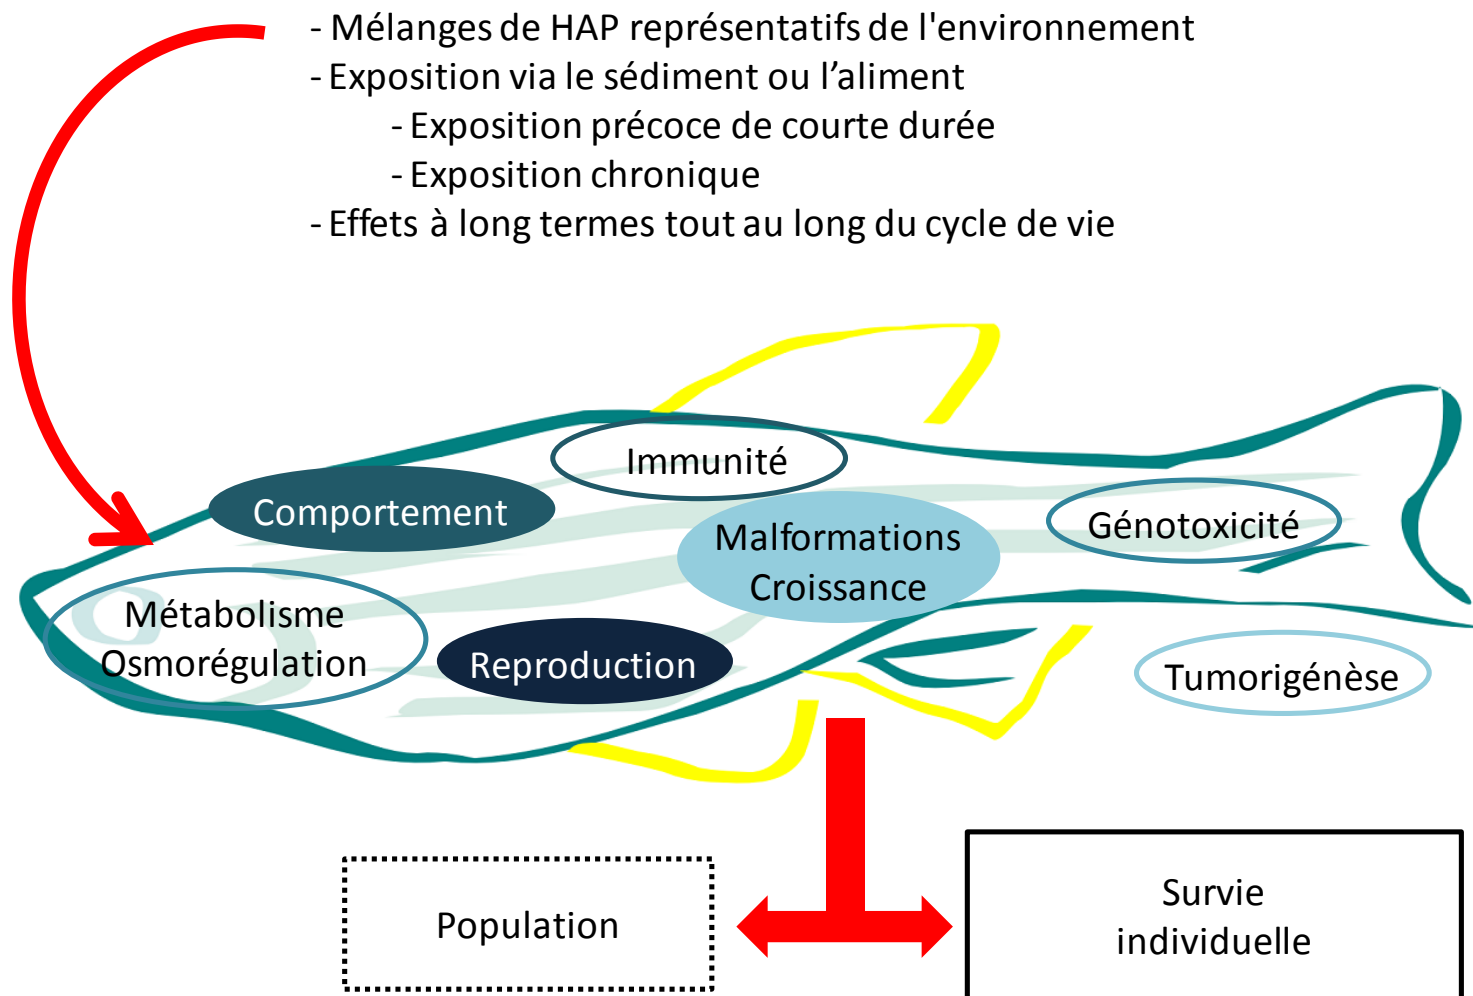 - Mélanges de HAP représentatifs de l'environnement
- Exposition via le sédiment ou l’aliment
- Exposition précoce de courte durée
- Exposition chronique
- Effets à long termes tout au long du cycle de vie
Immunité
Comportement
Malformations
Croissance
Génotoxicité
Métabolisme
Osmorégulation
Reproduction
Tumorigénèse
Population
Survie
individuelle